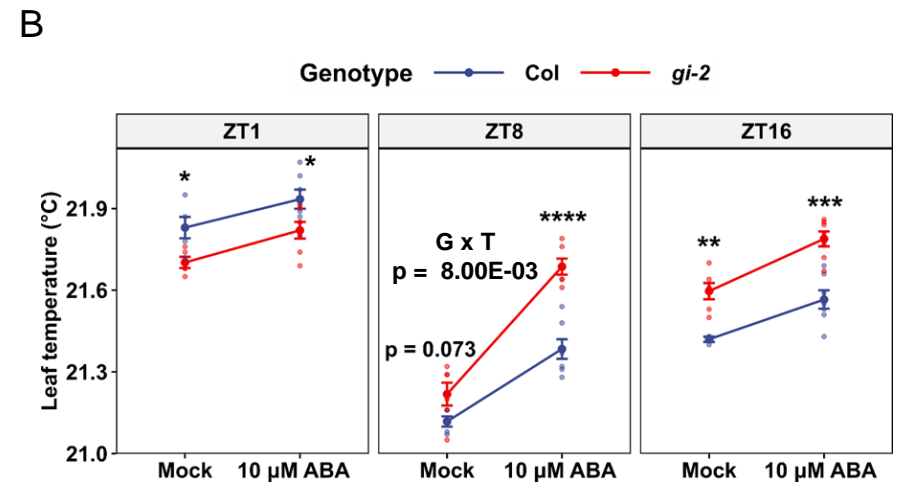 B
Genotype Col gi-2
ZT1 ZT8 ZT16
Leaf temperature (°C)
21.9
21.6
21.3
21.0
* *
G x T
p = 8.00E-03
p = 0.073
****
** ***
Mock 10 µM ABA Mock 10 µM ABA Mock 10 µM ABA